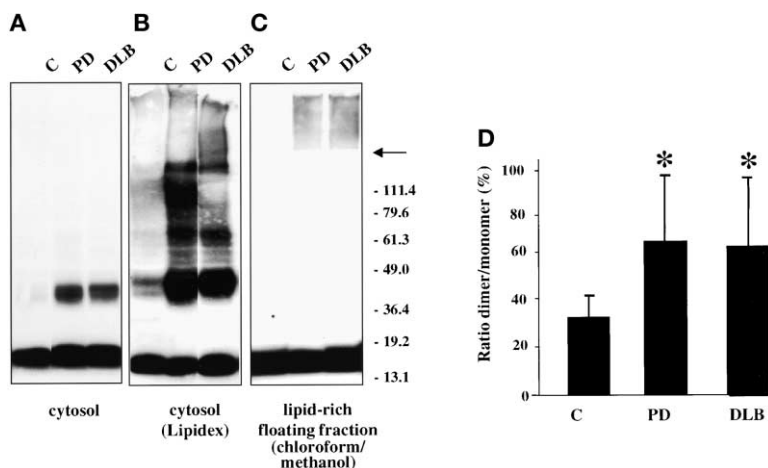 A
B
C
C
PD
DLB
C
PD
DLB
C
PD
DLB
- 111.4
- 79.6
- 61.3
- 49.0
- 36.4
- 19.2
- 13.1
cytosol
cytosol
(Lipidex)
lipid-rich
floating fraction
(chloroform/
methanol)
D
Ratio dimer/monomer (%)
100
80
60
40
20
0
*
*
C
PD
DLB